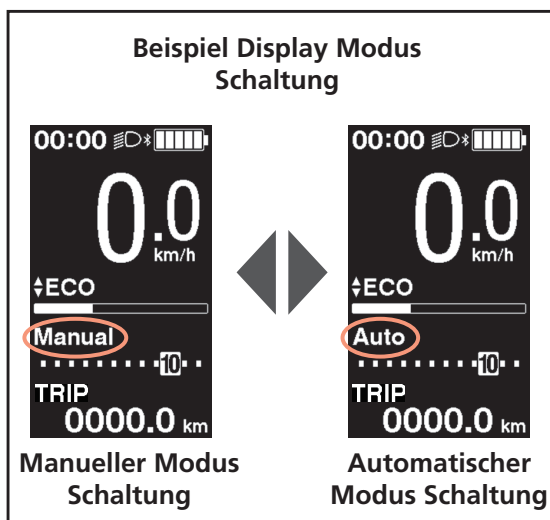 Beispiel Display Modus
Schaltung
00:00
0.0
km/h
ECO
Manual
10
TRIP
0000.0 km
Manueller Modus
Schaltung
00:00
0.0
km/h
ECO
Auto
10
TRIP
0000.0 km
Automatischer
Modus Schaltung